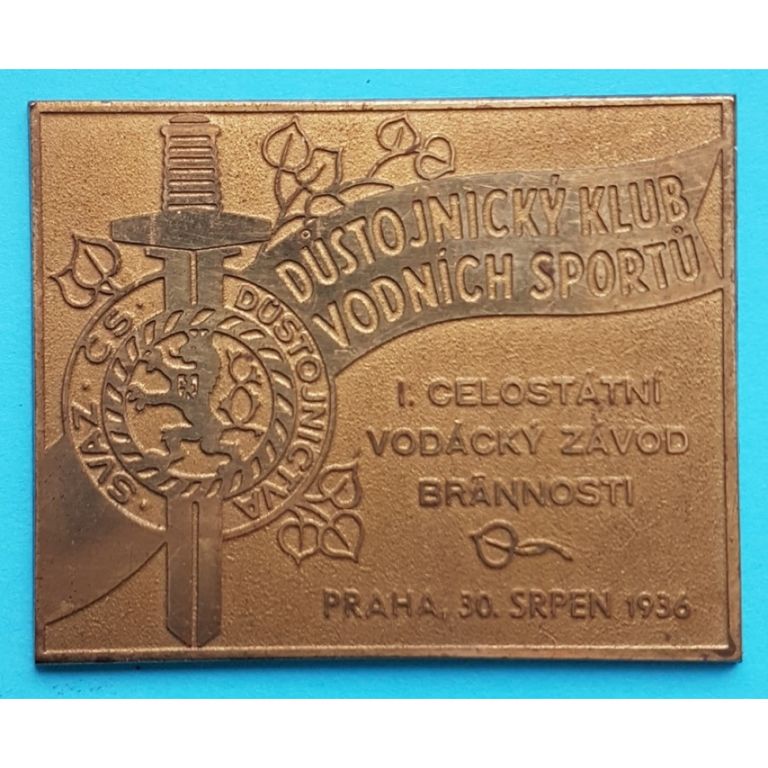 DŮSTOJNICKÝ KLUB
VODNÍCH SPORTŮ
SVAZ · ČS · DŮSTOJNICTVA ·
I. CELOSTÁTNÍ
VODÁCKÝ ZÁVOD
BRANNOSTI
PRAHA, 30. SRPEN 1936